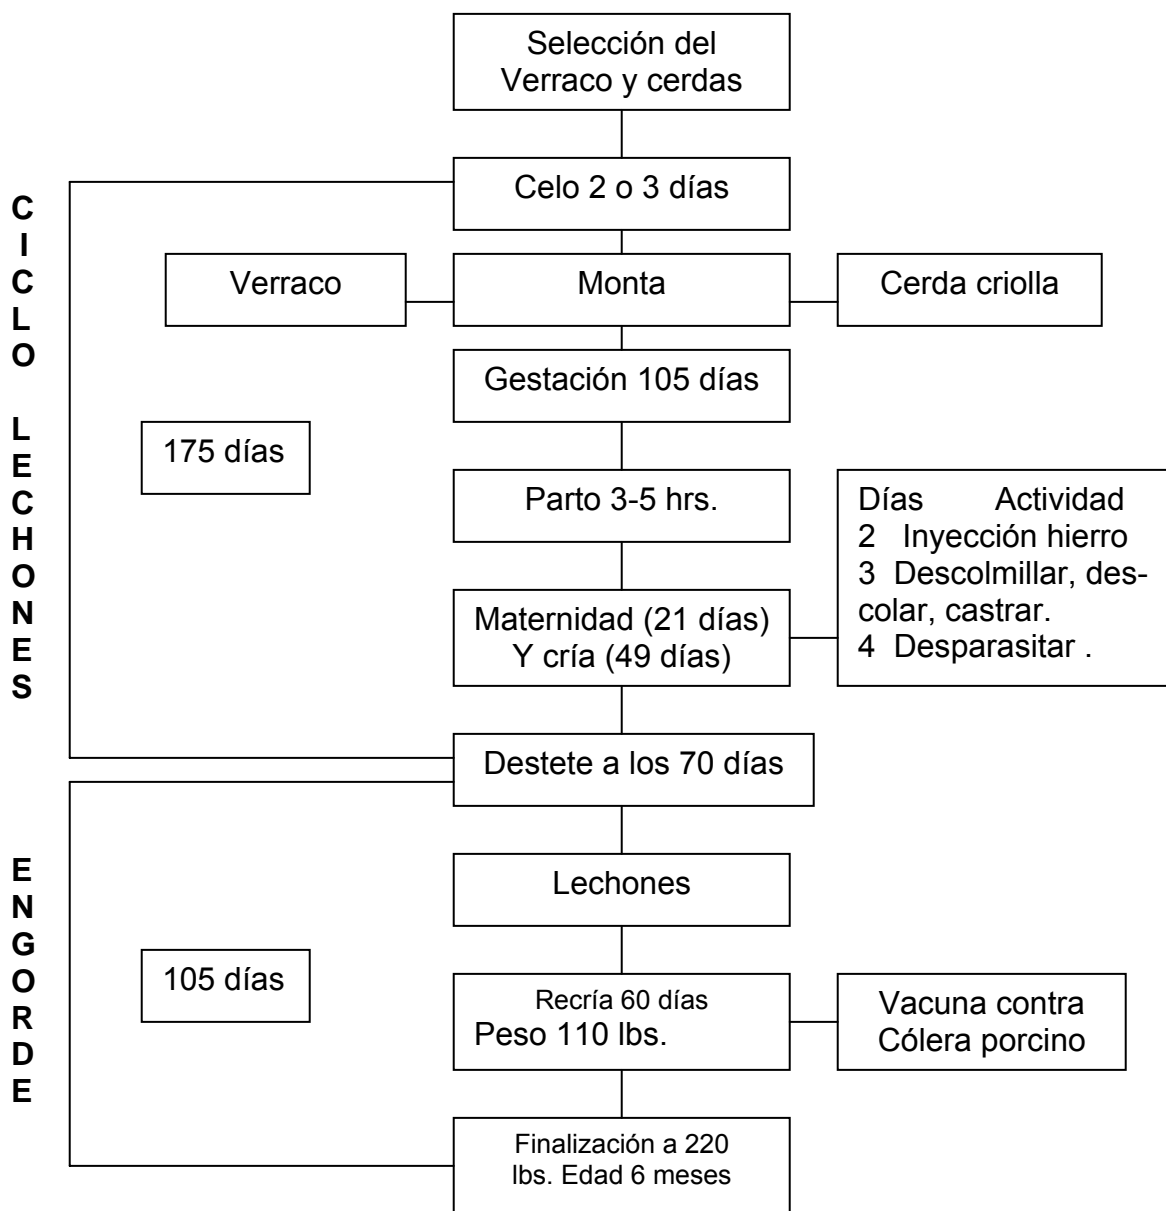 Selección del
Verraco y cerdas
CICLO LECHONES
Celo 2 o 3 días
Verraco
Monta
Cerda criolla
Gestación 105 días
175 días
Parto 3-5 hrs.
Días Actividad
2 Inyección hierro
3 Descolmillar, des-
colar, castrar.
4 Desparasitar .
Maternidad (21 días)
Y cría (49 días)
Destete a los 70 días
ENGORDE
Lechones
105 días
Recría 60 días
Peso 110 lbs.
Vacuna contra
Cólera porcino
Finalización a 220
lbs. Edad 6 meses